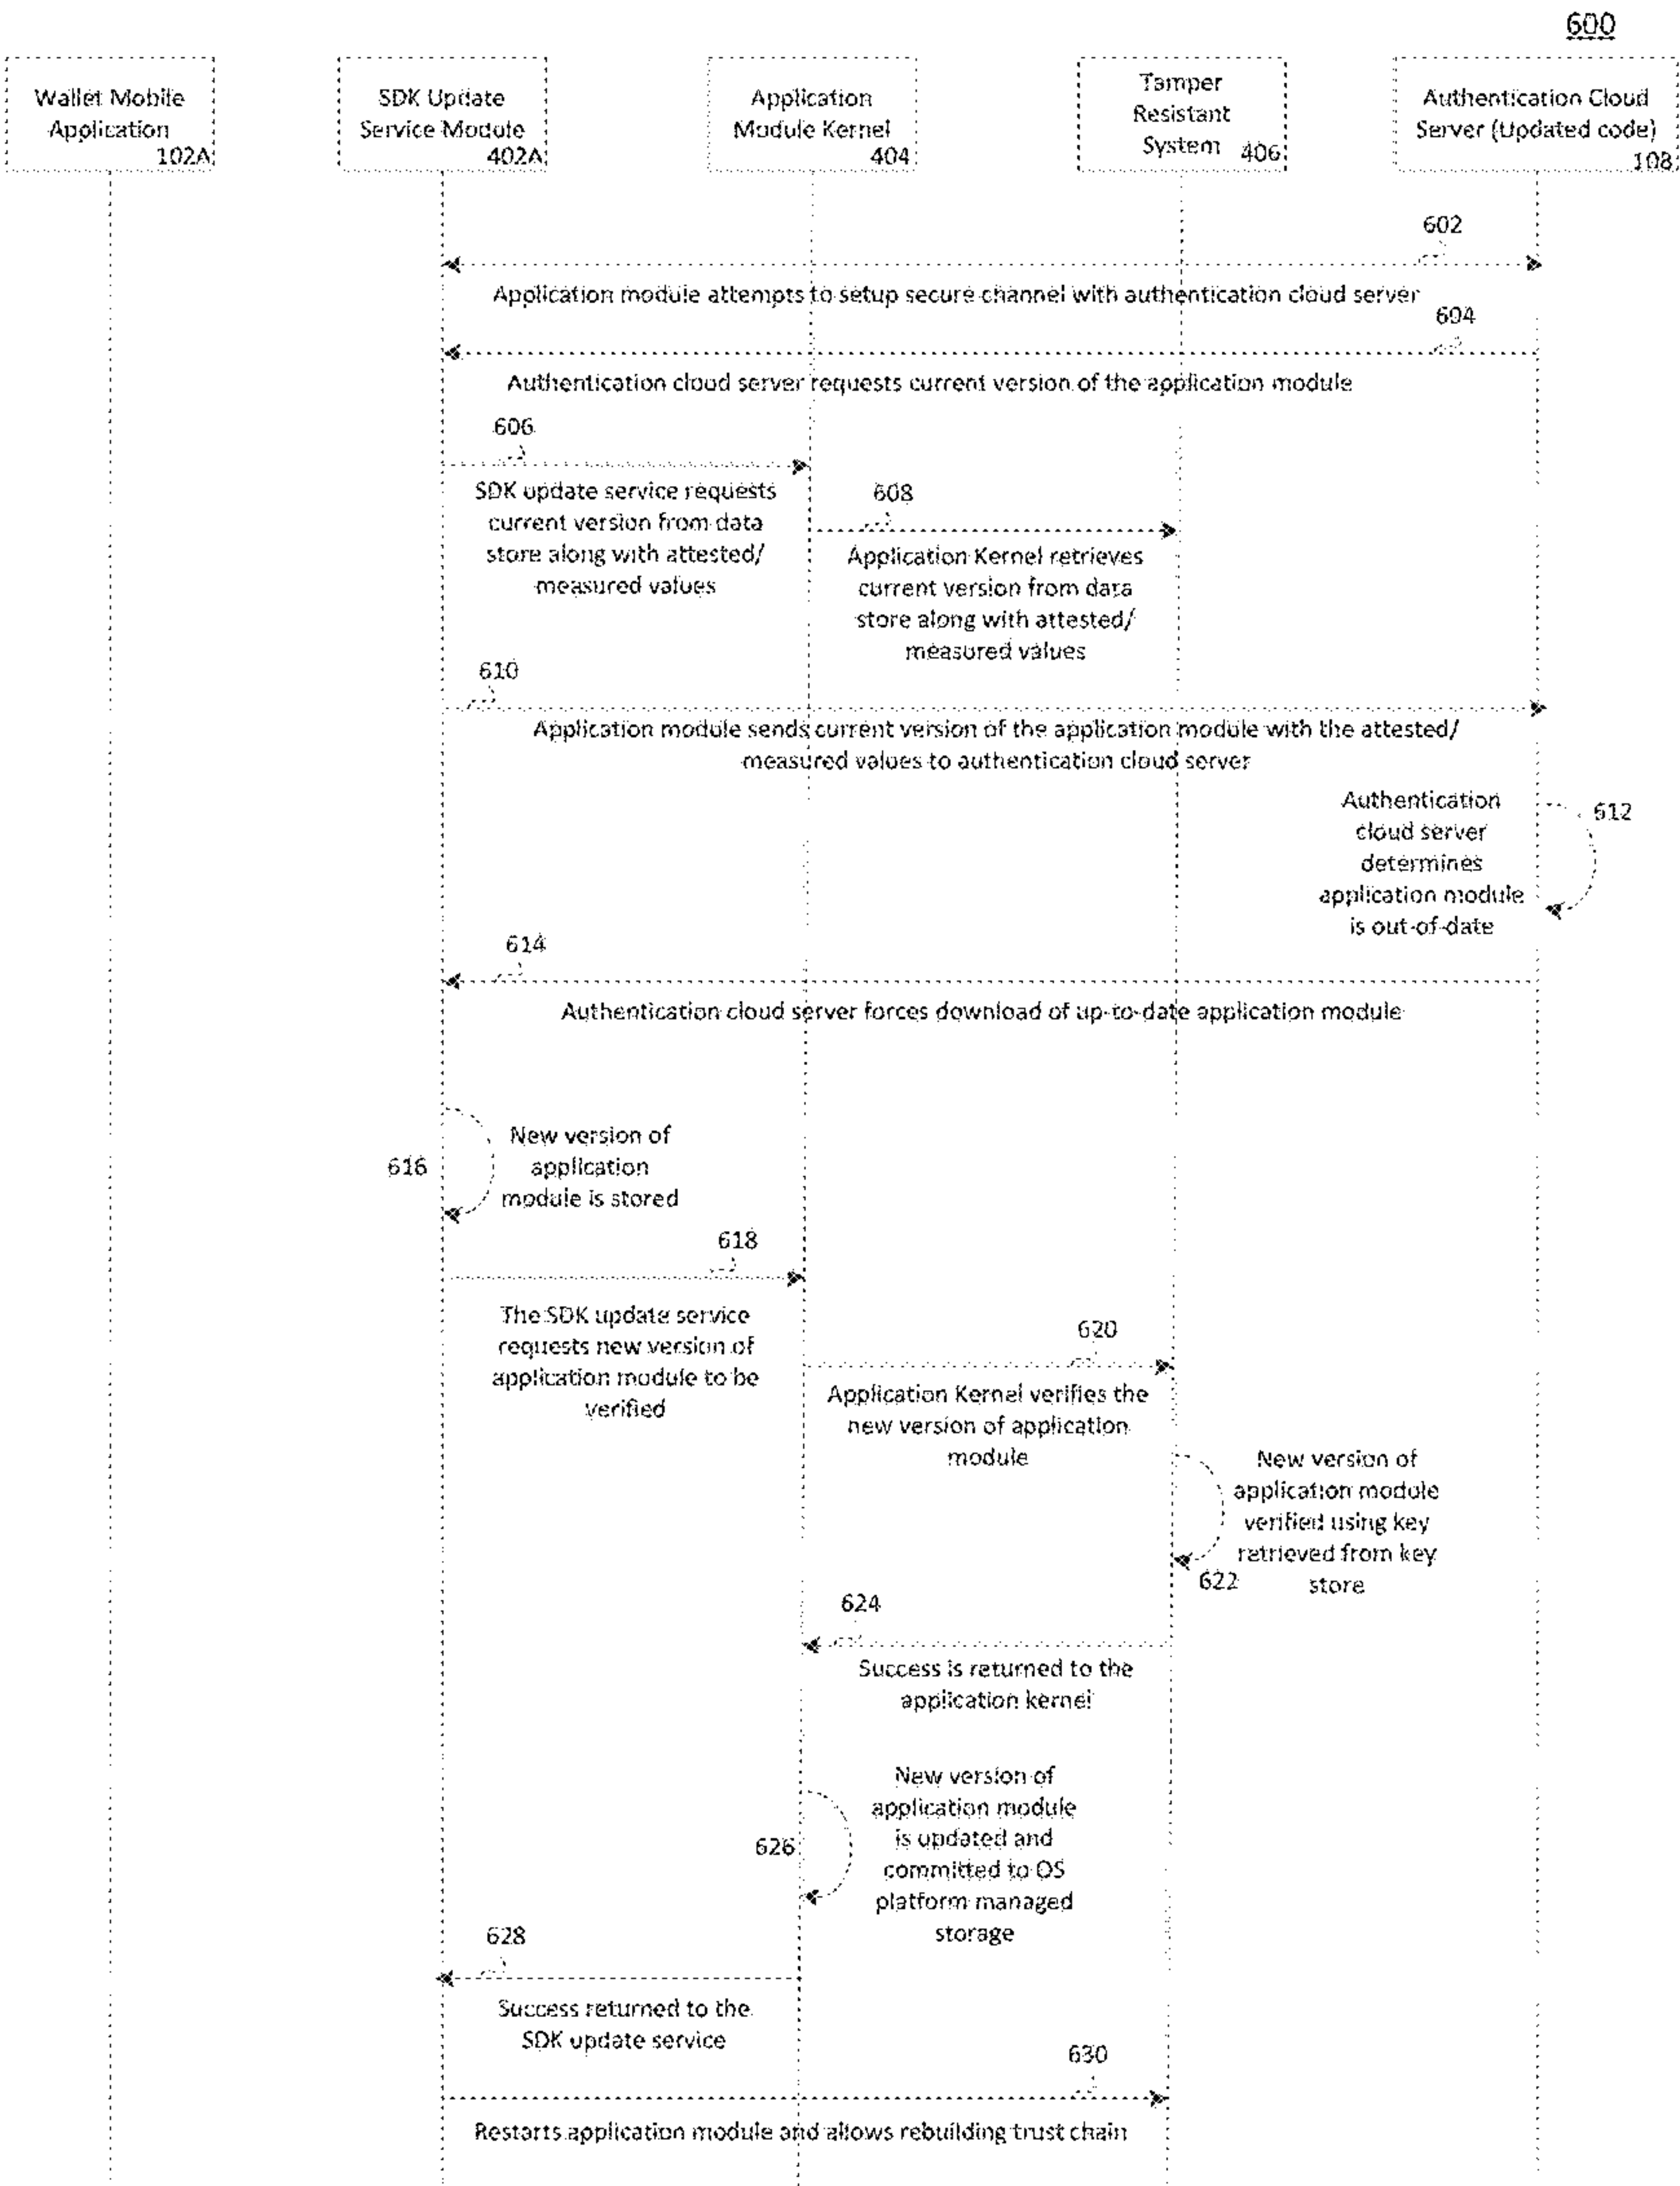 600
Wallet Mobile
Application
102A
SDK Update
Service Module
402A
Application
Module Kernel
404
Tamper
Resistant
System
406
Authentication Cloud
Server (Updated code)
108
602
Application module attempts to setup secure channel with authentication cloud server
604
Authentication cloud server requests current version of the application module
606
SDK update service requests
current version from data
store along with attested/
measured values
608
Application Kernel retrieves
current version from data
store along with attested/
measured values
610
Application module sends current version of the application module with the attested/
measured values to authentication cloud server
Authentication
cloud server
determines
application module
is out-of-date
612
614
Authentication cloud server forces download of up-to-date application module
616
New version of
application
module is stored
618
The SDK update service
requests new version of
application module to be
verified
620
Application Kernel verifies the
new version of application
module
New version of
application module
verified using key
retrieved from key
store
622
624
Success is returned to the
application kernel
626
New version of
application module
is updated and
committed to OS
platform managed
storage
628
Success returned to the
SDK update service
630
Restarts application module and allows rebuilding trust chain